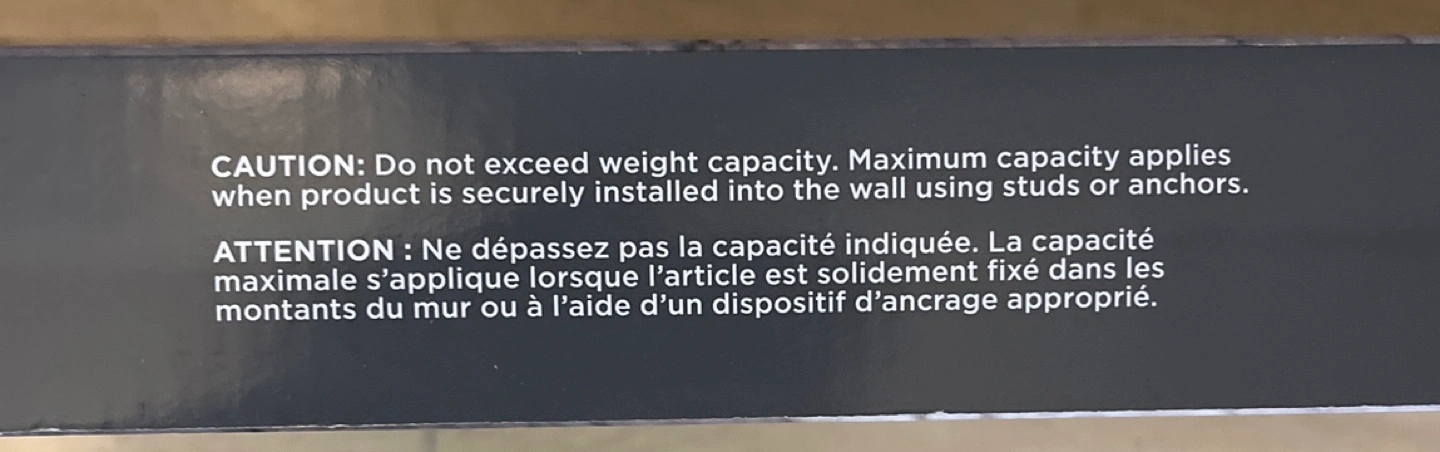 CAUTION: Do not exceed weight capacity. Maximum capacity applies
when product is securely installed into the wall using studs or anchors.
ATTENTION : Ne dépassez pas la capacité indiquée. La capacité
maximale s’applique lorsque l’article est solidement fixé dans les
montants du mur ou à l’aide d’un dispositif d’ancrage approprié.